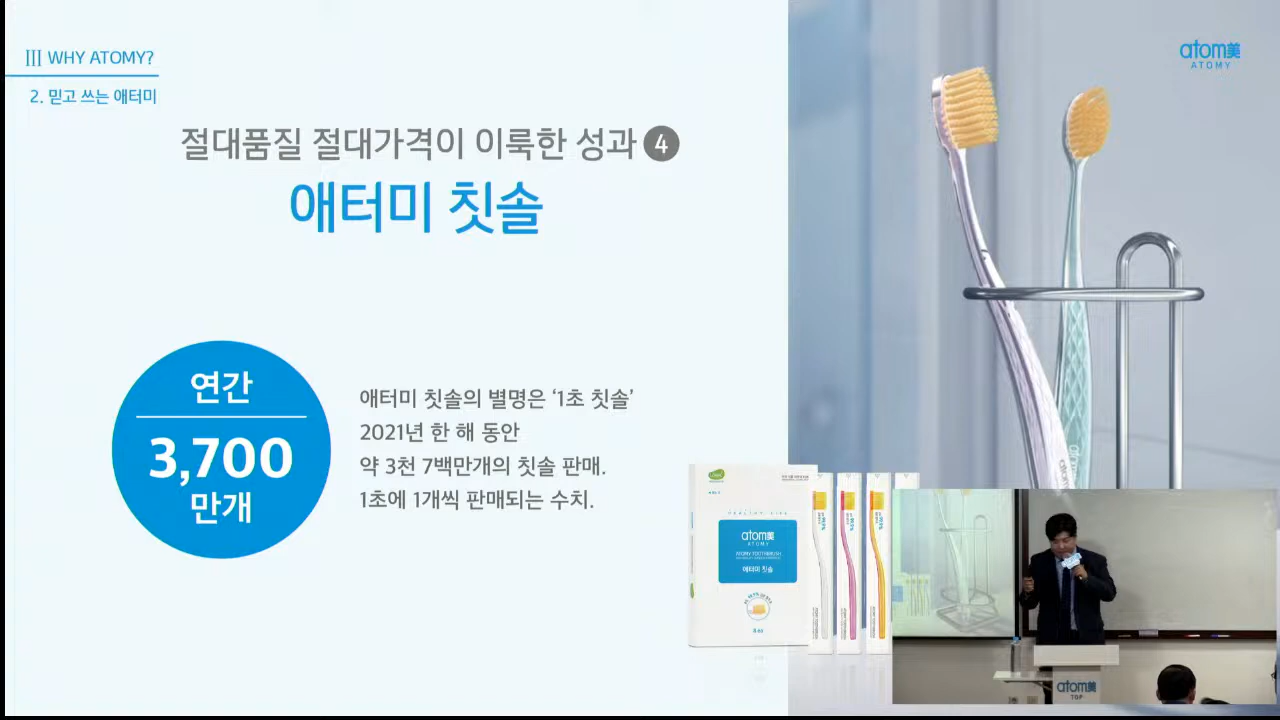 III WHY ATOMY?
2. 믿고 쓰는 애터미
atom美
ATOMY
절대품질 절대가격이 이룩한 성과 4
애터미 칫솔
연간
3,700
만개
애터미 칫솔의 별명은 ‘1초 칫솔’
2021년 한 해 동안
약 3천 7백만개의 칫솔 판매.
1초에 1개씩 판매되는 수치.
HEALTHY LIFE
atom美
ATOMY
ATOMY TOOTHBRUSH
애터미 칫솔
atom美
TOP